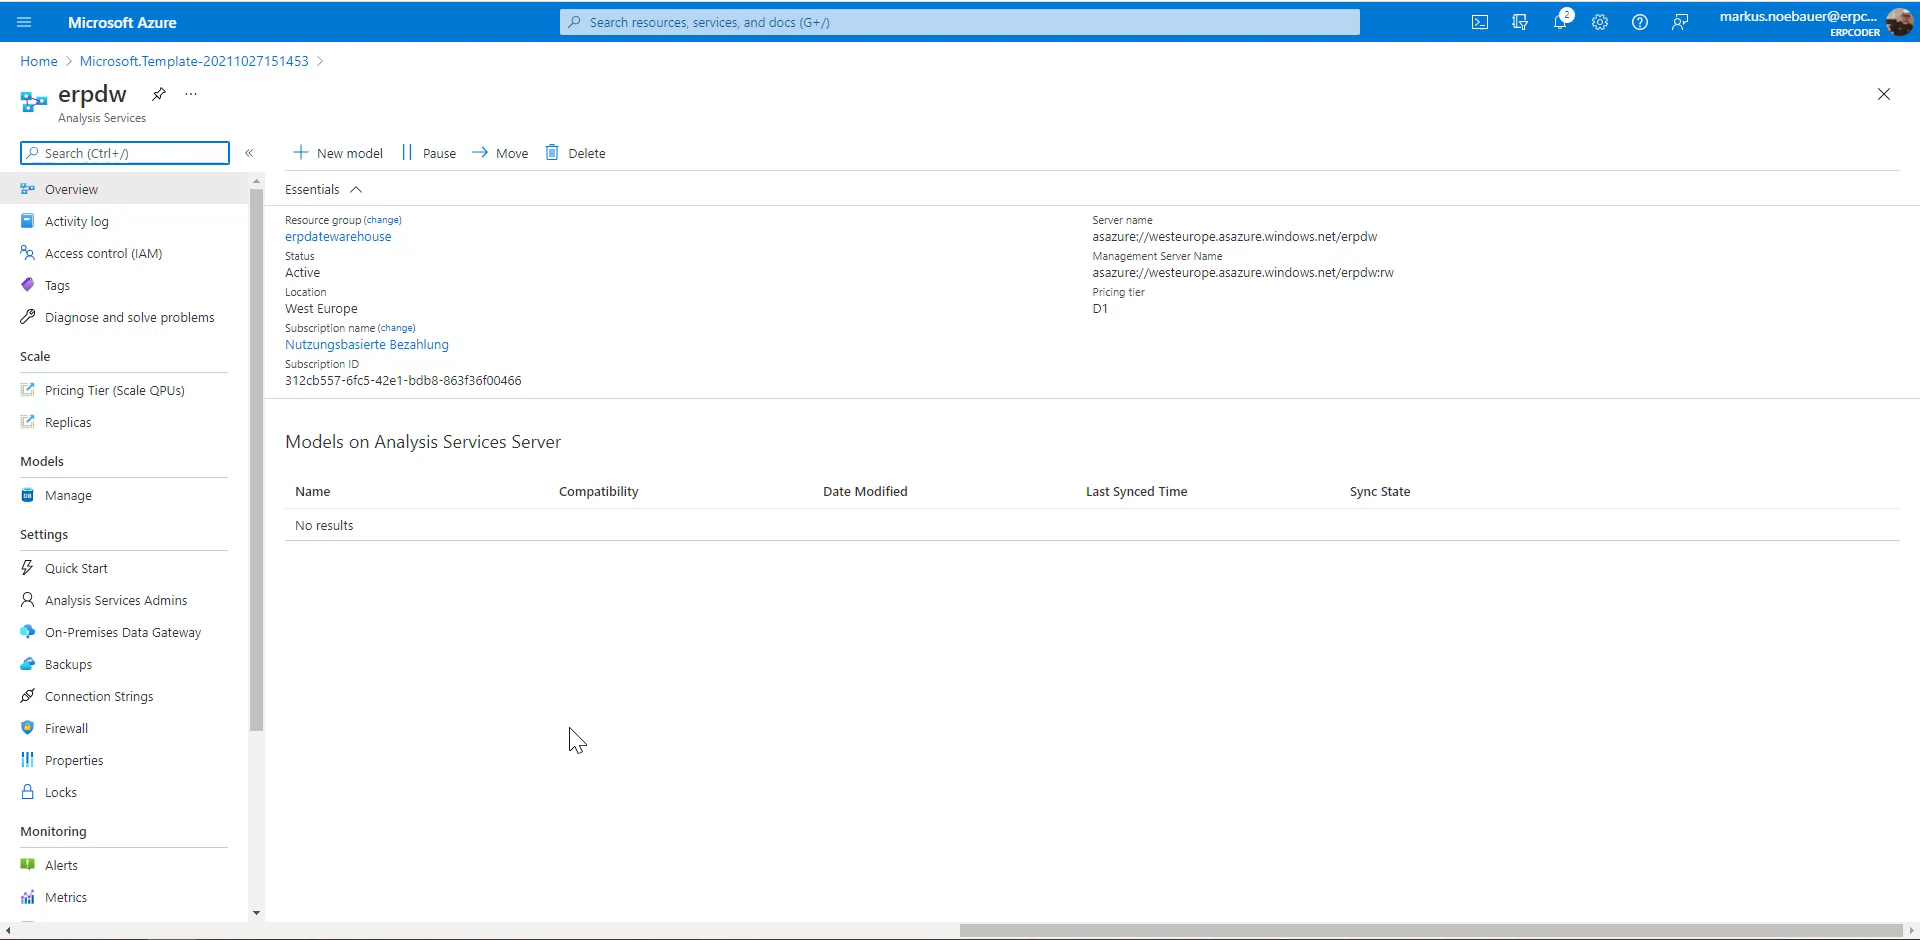 Microsoft Azure
Search resources, services, and docs (G+/)
2
markus.noebauer@erpc...
ERPCODER
Home > Microsoft.Template-20211027151453 >
erpdw
Analysis Services
Search (Ctrl+/)
Overview
Activity log
Access control (IAM)
Tags
Diagnose and solve problems
Scale
Pricing Tier (Scale QPUs)
Replicas
Models
Manage
Settings
Quick Start
Analysis Services Admins
On-Premises Data Gateway
Backups
Connection Strings
Firewall
Properties
Locks
Monitoring
Alerts
Metrics
New model Pause Move Delete
Essentials
Resource group (change)
erpdatewarehouse
Status
Active
Location
West Europe
Subscription name (change)
Nutzungsbasierte Bezahlung
Subscription ID
312cb557-6fc5-42e1-bdb8-863f36f00466
Server name
asazure://westeurope.asazure.windows.net/erpdw
Management Server Name
asazure://westeurope.asazure.windows.net/erpdw:rw
Pricing tier
D1
Models on Analysis Services Server
Name Compatibility Date Modified Last Synced Time Sync State
No results